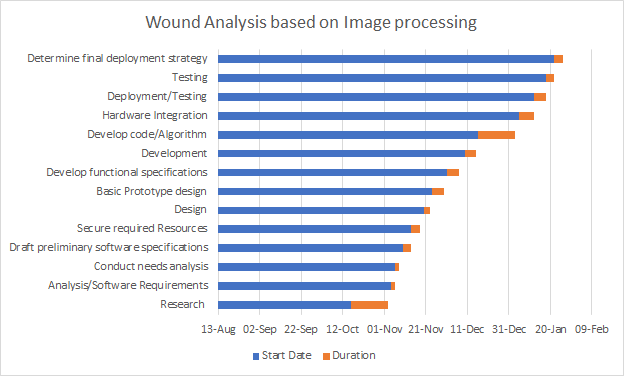 Wound Analysis based on Image processing
Determine final deployment strategy
Testing
Deployment/Testing
Hardware Integration
Develop code/Algorithm
Development
Develop functional specifications
Basic Prototype design
Design
Secure required Resources
Draft preliminary software specifications
Conduct needs analysis
Analysis/Software Requirements
Research
13-Aug 02-Sep 22-Sep 12-Oct 01-Nov 21-Nov 11-Dec 31-Dec 20-Jan 09-Feb
Start Date Duration